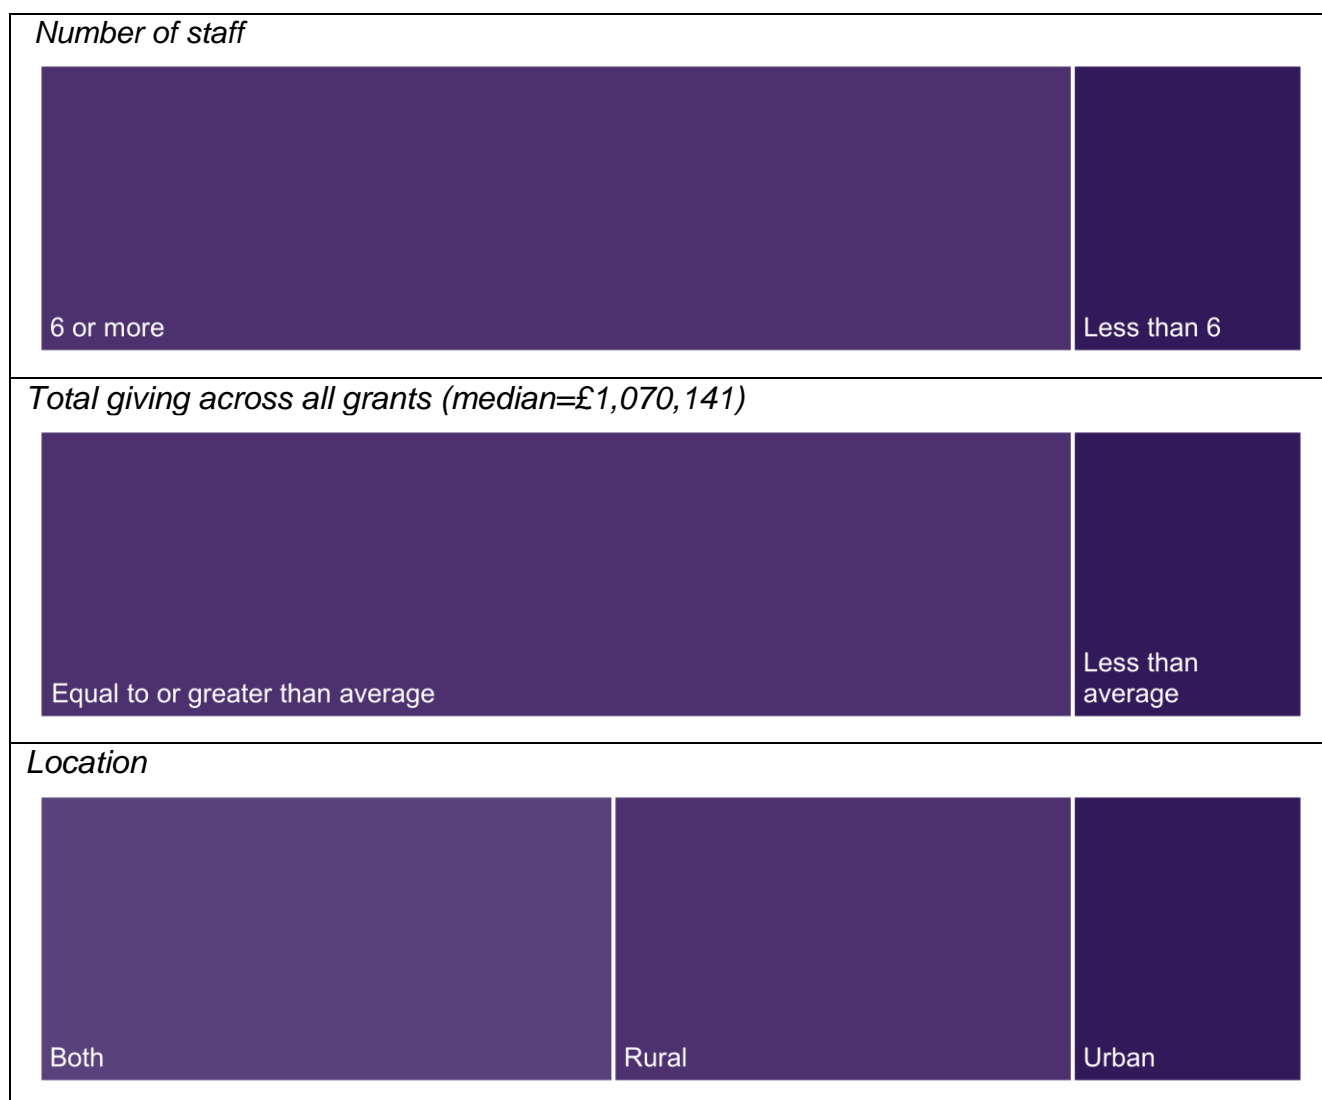 Number of staff
6 or more
Less than 6
Total giving across all grants (median=£1,070,141)
Equal to or greater than average
Less than
average
Location
Both
Rural
Urban